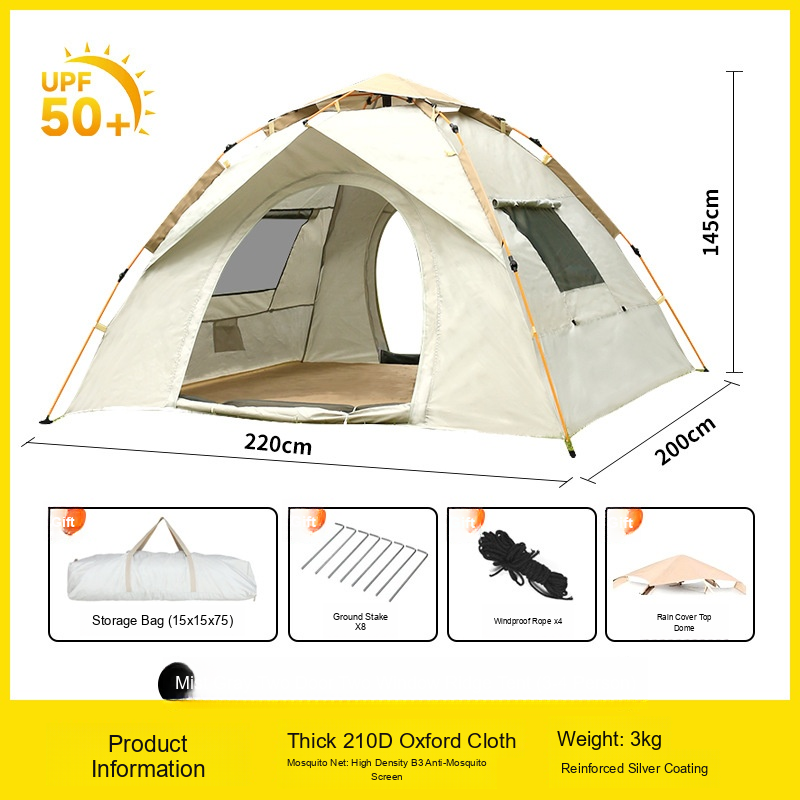 UPF
50+
145cm
220cm
200cm
Storage Bag (15x15x75)
Ground Stake
X8
Windproof Rope x4
Rain Cover Top
Dome
Product
Information
Thick 210D Oxford Cloth
Mosquito Net: High Density B3 Anti-Mosquito
Screen
Weight: 3kg
Reinforced Silver Coating